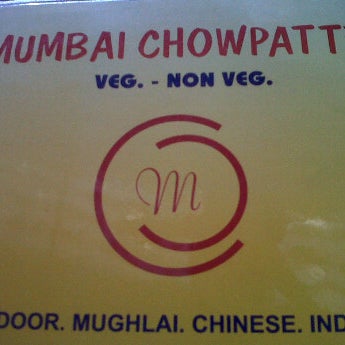 MUMBAI CHOWPATT
VEG. - NON VEG.
M
DOOR. MUGHLAI. CHINESE. IND